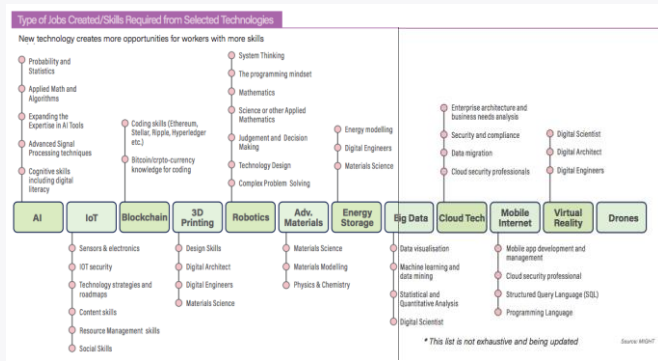 Type of Jobs Created/Skills Required from Selected Technologies
New technology creates more opportunities for workers with more skills
Probability and
Statistics
Applied Math and
Algorithms
Expanding the
Expertise in AI Tools
Advanced Signal
Processing techniques
Cognitive skills
including digital
literacy
Coding skills (Ethereum,
Stellar, Ripple, Hyperledger
etc.)
Bitcoin/crpto-currency
knowledge for coding
System Thinking
The programming mindset
Mathematics
Science or other Applied
Mathematics
Judgement and Decision
Making
Technology Design
Complex Problem Solving
Energy modelling
Digital Engineers
Materials Science
Enterprise architecture and
business needs analysis
Security and compliance
Data migration
Cloud security professionals
Digital Scientist
Digital Architect
Digital Engineers
AI
IoT
Blockchain
3D
Printing
Robotics
Adv.
Materials
Energy
Storage
Big Data
Cloud Tech
Mobile
Internet
Virtual
Reality
Drones
Sensors & electronics
IOT security
Technology strategies and
roadmaps
Content skills
Resource Management skills
Social Skills
Design Skills
Digital Architect
Digital Engineers
Materials Science
Materials Science
Materials Modelling
Physics & Chemistry
Data visualisation
Machine learning and
data mining
Statistical and
Quantitative Analysis
Digital Scientist
Mobile app development and
management
Cloud security professional
Structured Query Language (SQL)
Programming Language
* This list is not exhaustive and being updated
Source: MIGHT